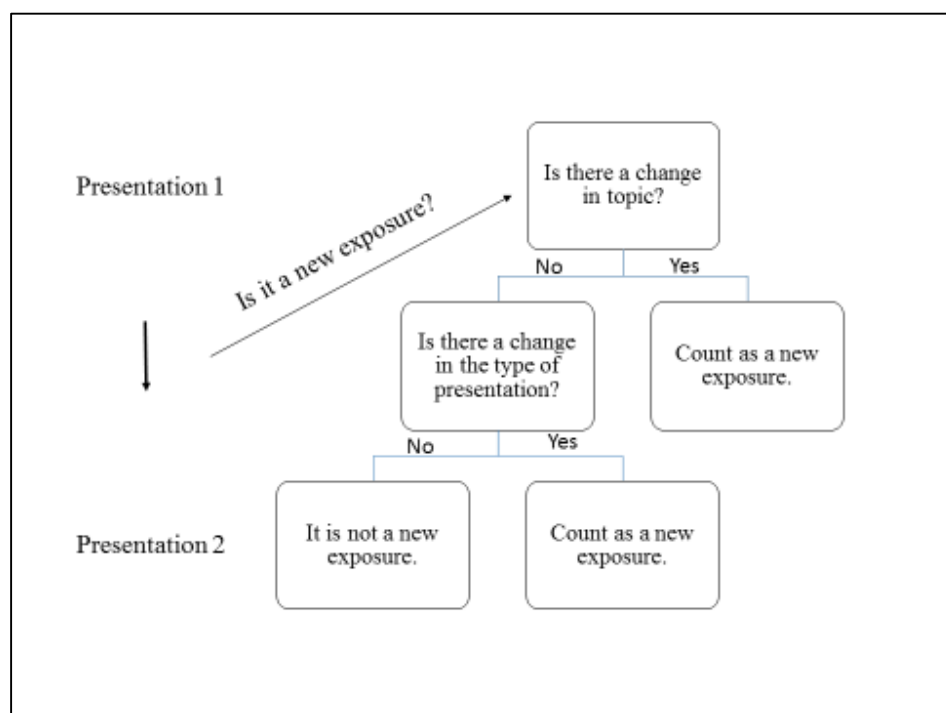 Presentation 1
Is it a new exposure?
Is there a change
in topic?
No
Yes
Is there a change
in the type of
presentation?
Count as a new
exposure.
No
Yes
Presentation 2
It is not a new
exposure.
Count as a new
exposure.